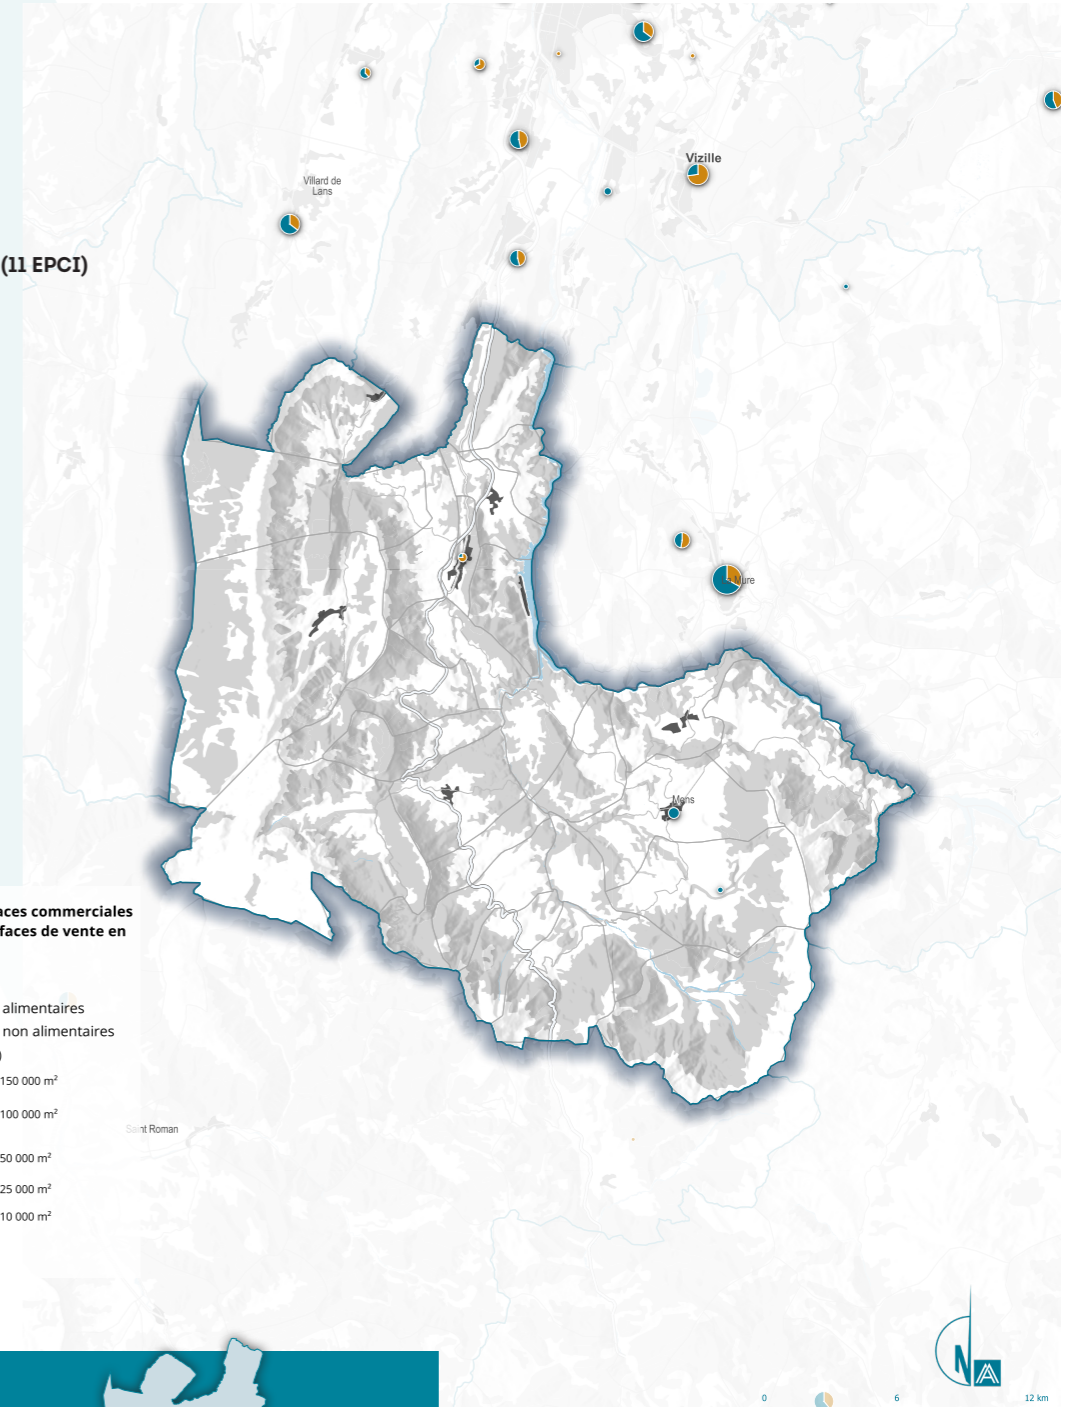 Vizille
Villard de
Lans
(11 EPCI)
Mure
Mens
aces commerciales
faces de vente en
alimentaires
non alimentaires
)
150 000 m²
100 000 m²
Saint Roman
50 000 m²
25 000 m²
10 000 m²
N
0 6 12 km